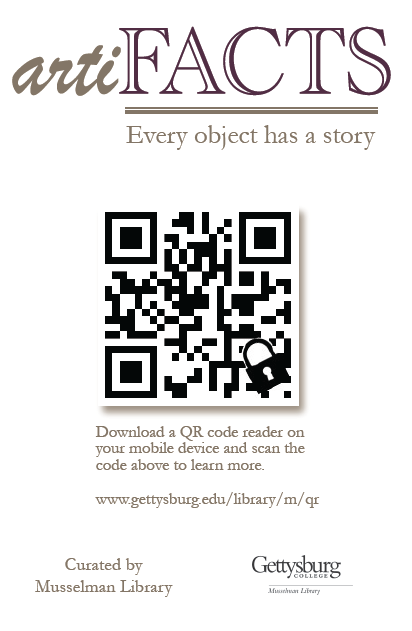 artiFACTS
Every object has a story
Download a QR code reader on
your mobile device and scan the
code above to learn more.
www.gettysburg.edu/library/m/qr
Curated by
Musselman Library
Gettysburg
COLLEGE
Musselman Library